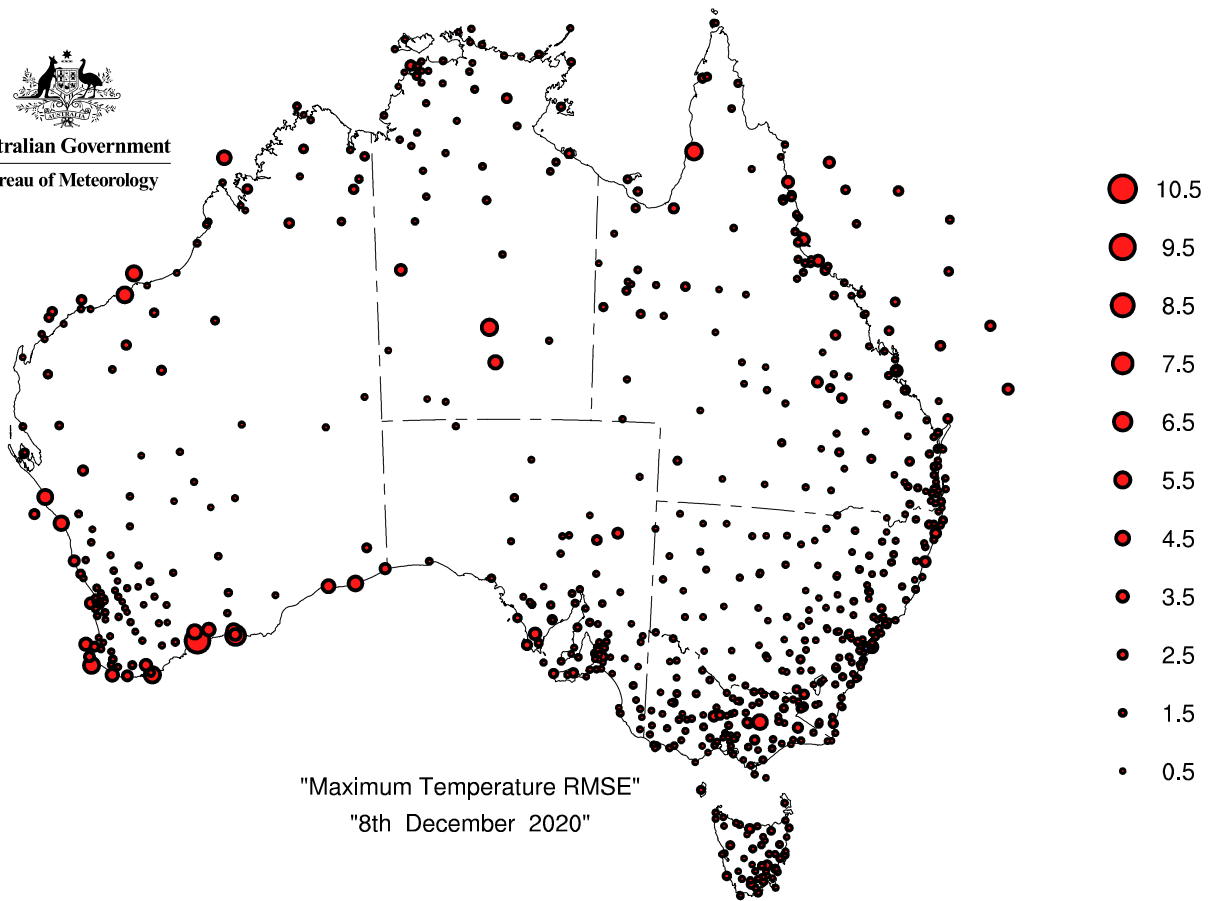 AUSTRALIA
tralian Government
reau of Meteorology
10.5
9.5
8.5
7.5
6.5
5.5
4.5
3.5
2.5
1.5
0.5
"Maximum Temperature RMSE"
"8th December 2020"